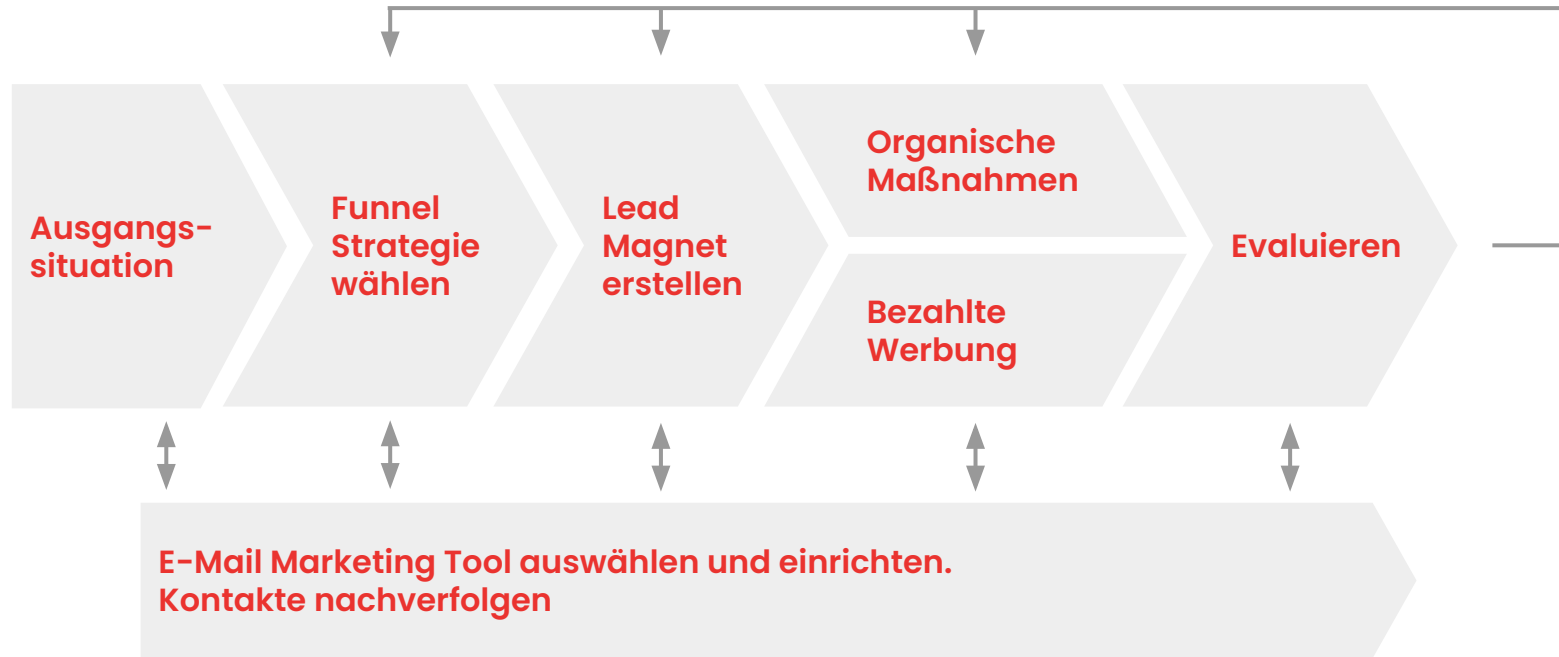 Ausgangs-
situation
Funnel
Strategie
wählen
Lead
Magnet
erstellen
Organische
Maßnahmen
Bezahlte
Werbung
Evaluieren
E-Mail Marketing Tool auswählen und einrichten.
Kontakte nachverfolgen